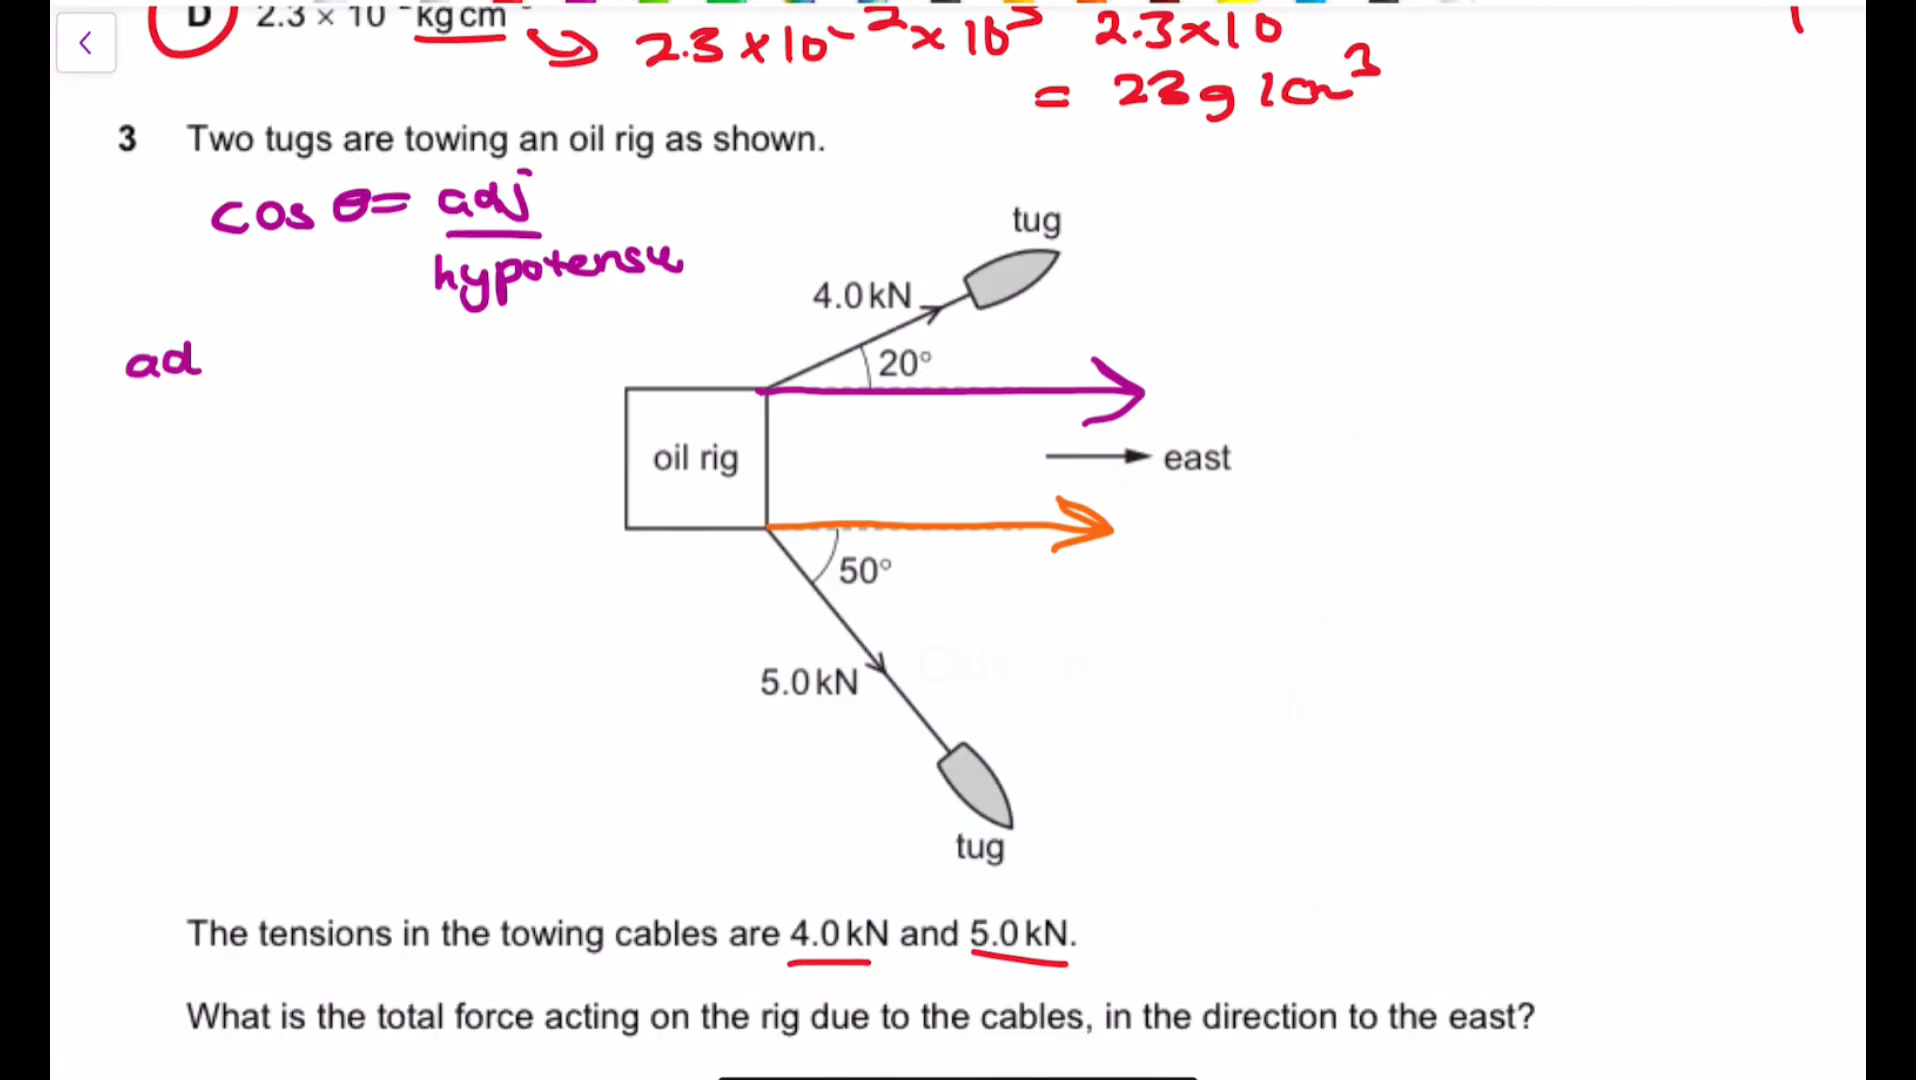 D 2.3 × 10 kg cm
2.3 × 10⁻² × 10³ 2.3×10
= 23g/cm³
3 Two tugs are towing an oil rig as shown.
cos θ= adj
hypotensu
ad
tug
4.0 kN
20°
oil rig
east
50°
5.0 kN
tug
The tensions in the towing cables are 4.0 kN and 5.0 kN.
What is the total force acting on the rig due to the cables, in the direction to the east?